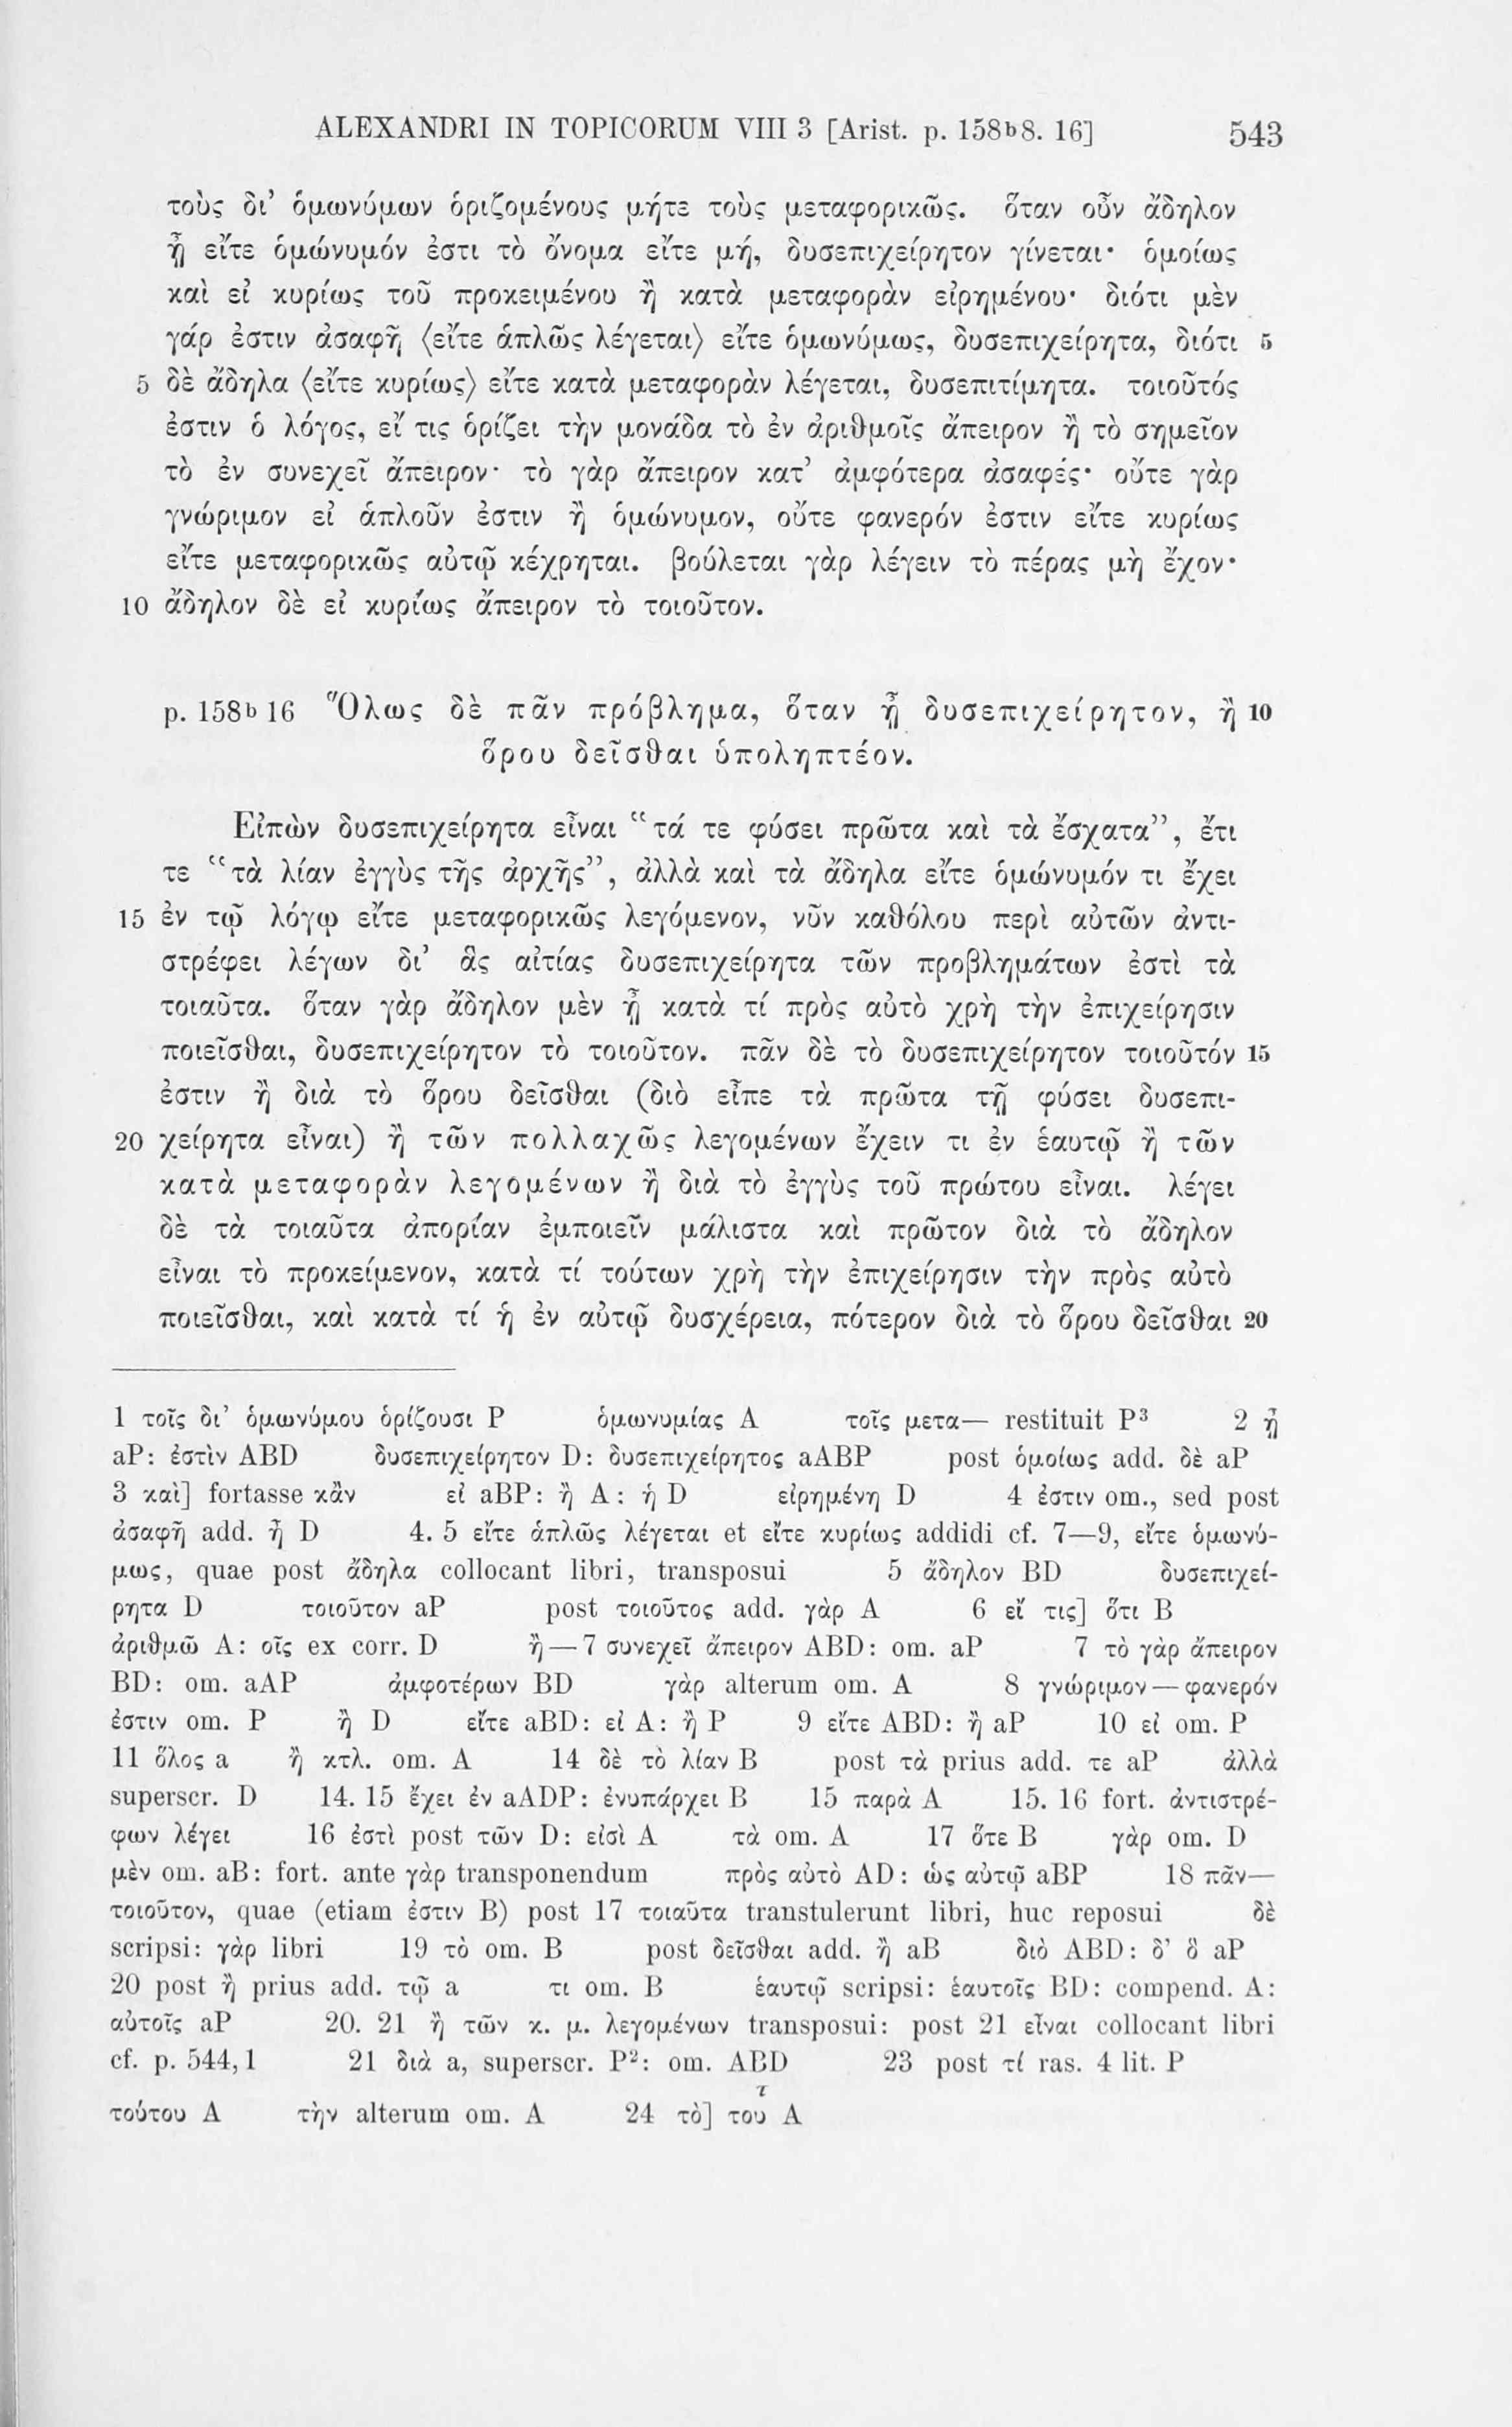 ALEXANDRI IN TOPICORUM VIII 3 [Arist. p. 158b8. 16] 543
τοὺς δι’ ὁμωνύμων ὁριζομένους μήτε τοὺς μεταφορικῶς. ὅταν οὖν ἄδηλον
ᾖ εἴτε ὁμώνυμόν ἐστι τὸ ὄνομα εἴτε μή, δυσεπιχείρητον γίνεται· ὁμοίως
καὶ εἰ κυρίως τοῦ προκειμένου ἢ κατὰ μεταφορὰν εἰρημένου· διότι μὲν
γάρ ἐστιν ἀσαφῆ ⟨εἴτε ἁπλῶς λέγεται⟩ εἴτε ὁμωνύμως, δυσεπιχείρητα, διότι 5
5 δὲ ἄδηλα ⟨εἴτε κυρίως⟩ εἴτε κατὰ μεταφορὰν λέγεται, δυσεπιτίμητα. τοιοῦτός
ἐστιν ὁ λόγος, εἴ τις ὁρίζει τὴν μονάδα τὸ ἐν ἀριθμοῖς ἄπειρον ἢ τὸ σημεῖον
τὸ ἐν συνεχεῖ ἄπειρον· τὸ γὰρ ἄπειρον κατ’ ἀμφότερα ἀσαφές· οὔτε γὰρ
γνώριμον εἰ ἁπλοῦν ἐστιν ἢ ὁμώνυμον, οὔτε φανερόν ἐστιν εἴτε κυρίως
εἴτε μεταφορικῶς αὐτῷ κέχρηται. βούλεται γὰρ λέγειν τὸ πέρας μὴ ἔχον·
10 ἄδηλον δὲ εἰ κυρίως ἄπειρον τὸ τοιοῦτον.
p. 158b 16 Ὅλως δὲ πᾶν πρόβλημα, ὅταν ᾖ δυσεπιχείρητον, ἢ 10
ὅρου δεῖσθαι ὑποληπτέον.
Εἰπὼν δυσεπιχείρητα εἶναι “τά τε φύσει πρῶτα καὶ τὰ ἔσχατα”, ἔτι
τε “τὰ λίαν ἐγγὺς τῆς ἀρχῆς”, ἀλλὰ καὶ τὰ ἄδηλα εἴτε ὁμώνυμόν τι ἔχει
15 ἐν τῷ λόγῳ εἴτε μεταφορικῶς λεγόμενον, νῦν καθόλου περὶ αὐτῶν ἀντι-
στρέφει λέγων δι’ ἃς αἰτίας δυσεπιχείρητα τῶν προβλημάτων ἐστὶ τὰ
τοιαῦτα. ὅταν γὰρ ἄδηλον μὲν ᾖ κατὰ τί πρὸς αὐτὸ χρὴ τὴν ἐπιχείρησιν
ποιεῖσθαι, δυσεπιχείρητον τὸ τοιοῦτον. πᾶν δὲ τὸ δυσεπιχείρητον τοιοῦτόν 15
ἐστιν ἢ διὰ τὸ ὅρου δεῖσθαι (διὸ εἶπε τὰ πρῶτα τῇ φύσει δυσεπι-
20 χείρητα εἶναι) ἢ τῶν πολλαχῶς λεγομένων ἔχειν τι ἐν ἑαυτῷ ἢ τῶν
κατὰ μεταφορὰν λεγομένων ἢ διὰ τὸ ἐγγὺς τοῦ πρώτου εἶναι. λέγει
δὲ τὰ τοιαῦτα ἀπορίαν ἐμποιεῖν μάλιστα καὶ πρῶτον διὰ τὸ ἄδηλον
εἶναι τὸ προκείμενον, κατὰ τί τούτων χρὴ τὴν ἐπιχείρησιν τὴν πρὸς αὐτὸ
ποιεῖσθαι, καὶ κατὰ τί ἡ ἐν αὐτῷ δυσχέρεια, πότερον διὰ τὸ ὅρου δεῖσθαι 20
1 τοῖς δι’ ὁμωνύμου ὁρίζουσι P ὁμωνυμίας A τοῖς μετα— restituit P³ 2 ᾖ
aP: ἐστὶν ABD δυσεπιχείρητον D: δυσεπιχείρητος aABP post ὁμοίως add. δὲ aP
3 καὶ] fortasse κἂν εἰ aBP: ἢ A: ἡ D εἰρημένη D 4 ἐστιν om., sed post
ἀσαφῆ add. ᾖ D 4. 5 εἴτε ἁπλῶς λέγεται et εἴτε κυρίως addidi cf. 7—9, εἴτε ὁμωνύ-
μως, quae post ἄδηλα collocant libri, transposui 5 ἄδηλον BD δυσεπιχεί-
ρητα D τοιοῦτον aP post τοιοῦτος add. γὰρ A 6 εἴ τις] ὅτι B
ἀριθμῶ A: οῖς ex corr. D ἢ—7 συνεχεῖ ἄπειρον ABD: om. aP 7 τὸ γὰρ ἄπειρον
BD: om. aAP ἀμφοτέρων BD γὰρ alterum om. A 8 γνώριμον—φανερόν
ἐστιν om. P ἢ D εἴτε aBD: εἰ A: ἢ P 9 εἴτε ABD: ἢ aP 10 εἰ om. P
11 ὅλος a ἢ κτλ. om. A 14 δὲ τὸ λίαν B post τὰ prius add. τε aP ἀλλὰ
superscr. D 14. 15 ἔχει ἐν aADP: ἐνυπάρχει B 15 παρὰ A 15. 16 fort. ἀντιστρέ-
φων λέγει 16 ἐστὶ post τῶν D: εἰσὶ A τὰ om. A 17 ὅτε B γὰρ om. D
μὲν om. aB: fort. ante γὰρ transponendum πρὸς αὐτὸ AD: ὡς αὐτῷ aBP 18 πᾶν—
τοιοῦτον, quae (etiam ἐστιν B) post 17 τοιαῦτα transtulerunt libri, huc reposui δὲ
scripsi: γὰρ libri 19 τὸ om. B post δεῖσθαι add. ἢ aB διὸ ABD: δ’ ὃ aP
20 post ἢ prius add. τῷ a τι om. B ἑαυτῷ scripsi: ἑαυτοῖς BD: compend. A:
αὐτοῖς aP 20. 21 ἢ τῶν κ. μ. λεγομένων transposui: post 21 εἶναι collocant libri
cf. p. 544,1 21 διὰ a, superscr. P²: om. ABD 23 post τί ras. 4 lit. P
τούτου A τὴν alterum om. A 24 τὸ] τοῦτ A